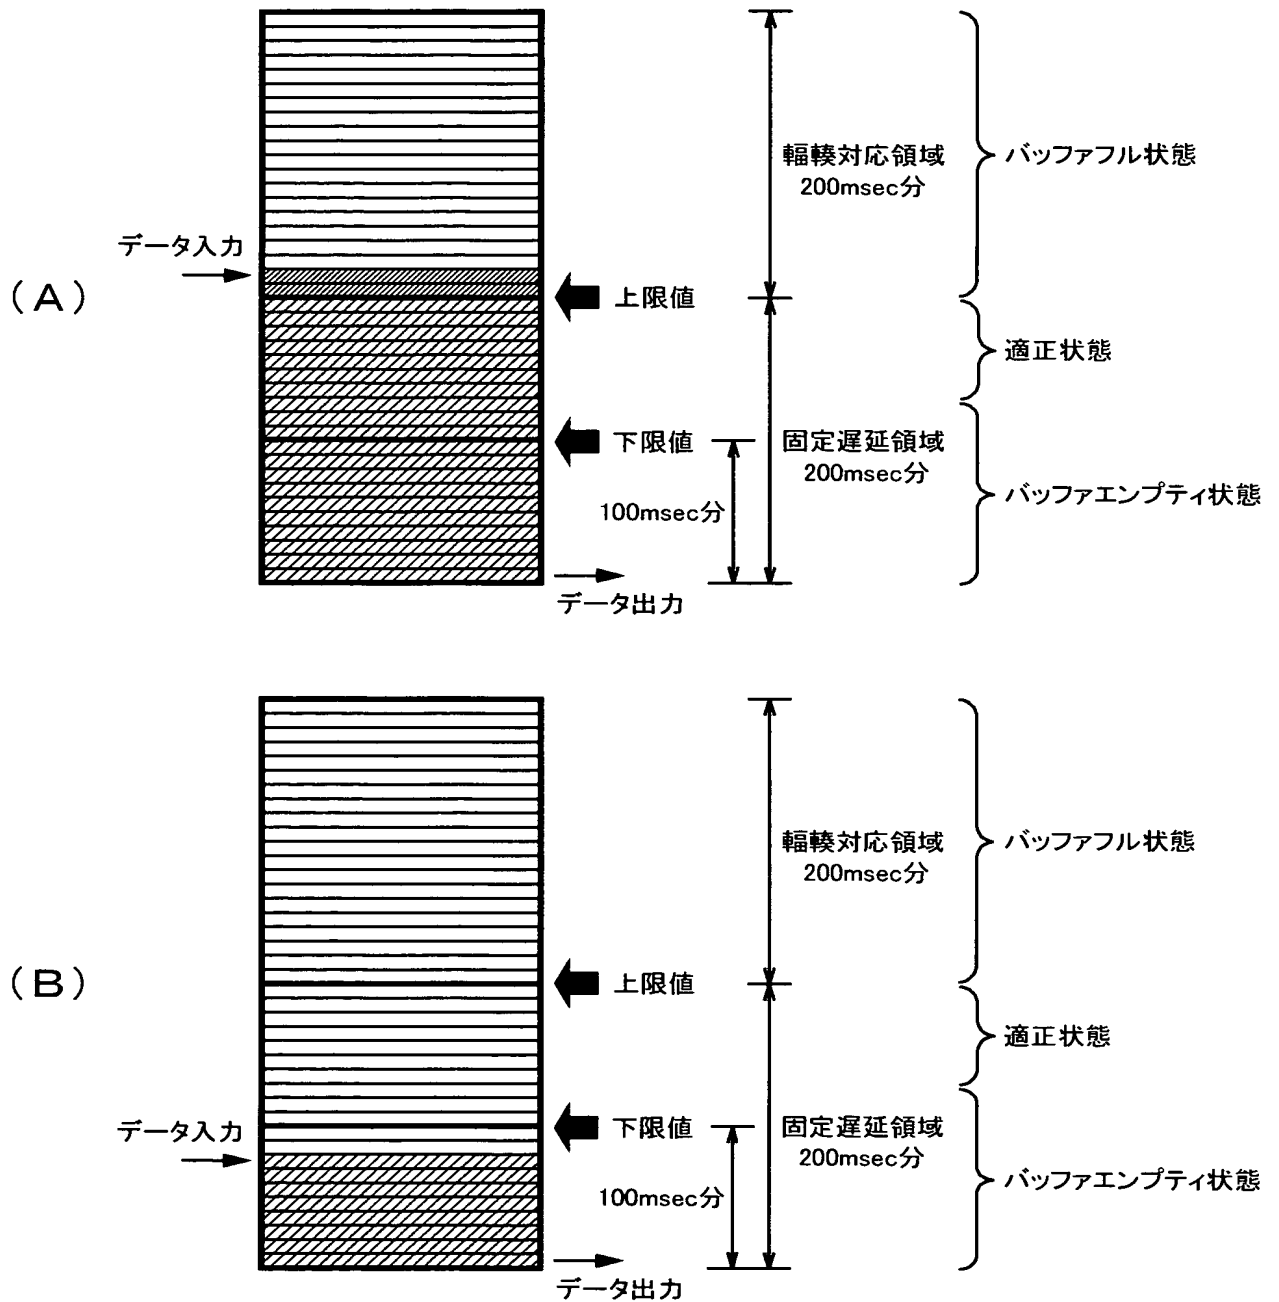 輻輳対応領域
200msec分
バッファフル状態
データ入力
(A)
上限値
適正状態
下限値
固定遅延領域
200msec分
100msec分
バッファエンプティ状態
データ出力
輻輳対応領域
200msec分
バッファフル状態
(B)
上限値
適正状態
データ入力
下限値
固定遅延領域
200msec分
100msec分
バッファエンプティ状態
データ出力